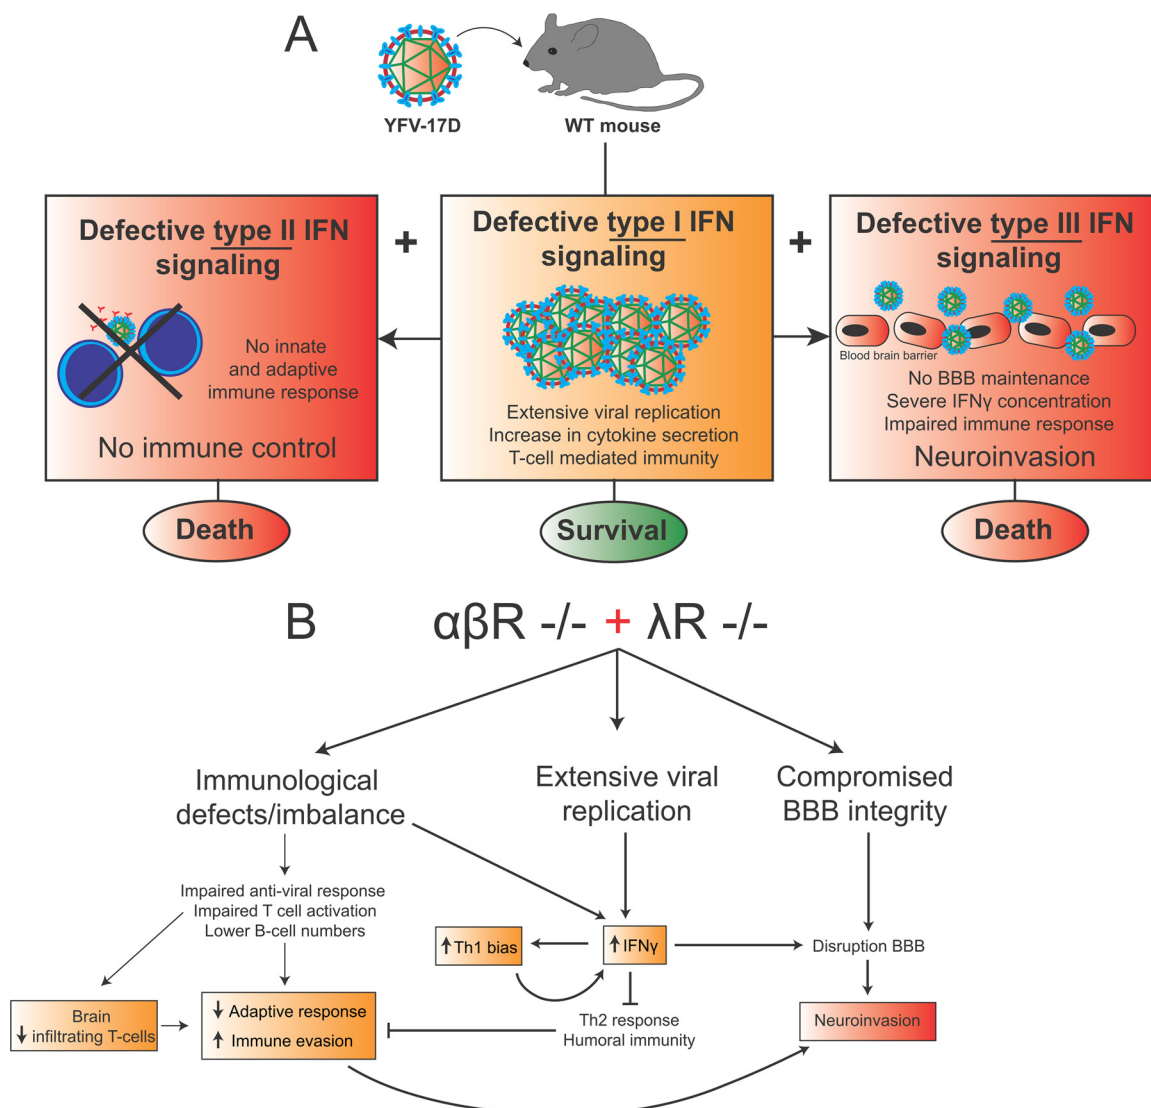 A
YFV-17D
WT mouse
Defective type II IFN
signaling
No innate
and adaptive
immune response
No immune control
Death
+
Defective type I IFN
signaling
Extensive viral replication
Increase in cytokine secretion
T-cell mediated immunity
Survival
+
Defective type III IFN
signaling
Blood brain barrier
No BBB maintenance
Severe IFNγ concentration
Impaired immune response
Neuroinvasion
Death
B
αβR -/- + λR -/-
Immunological
defects/imbalance
Extensive viral
replication
Compromised
BBB integrity
Impaired anti-viral response
Impaired T cell activation
Lower B-cell numbers
↑ Th1 bias
↑ IFNγ
Disruption BBB
Brain
↓ infiltrating T-cells
↓ Adaptive response
↑ Immune evasion
Th2 response
Humoral immunity
Neuroinvasion